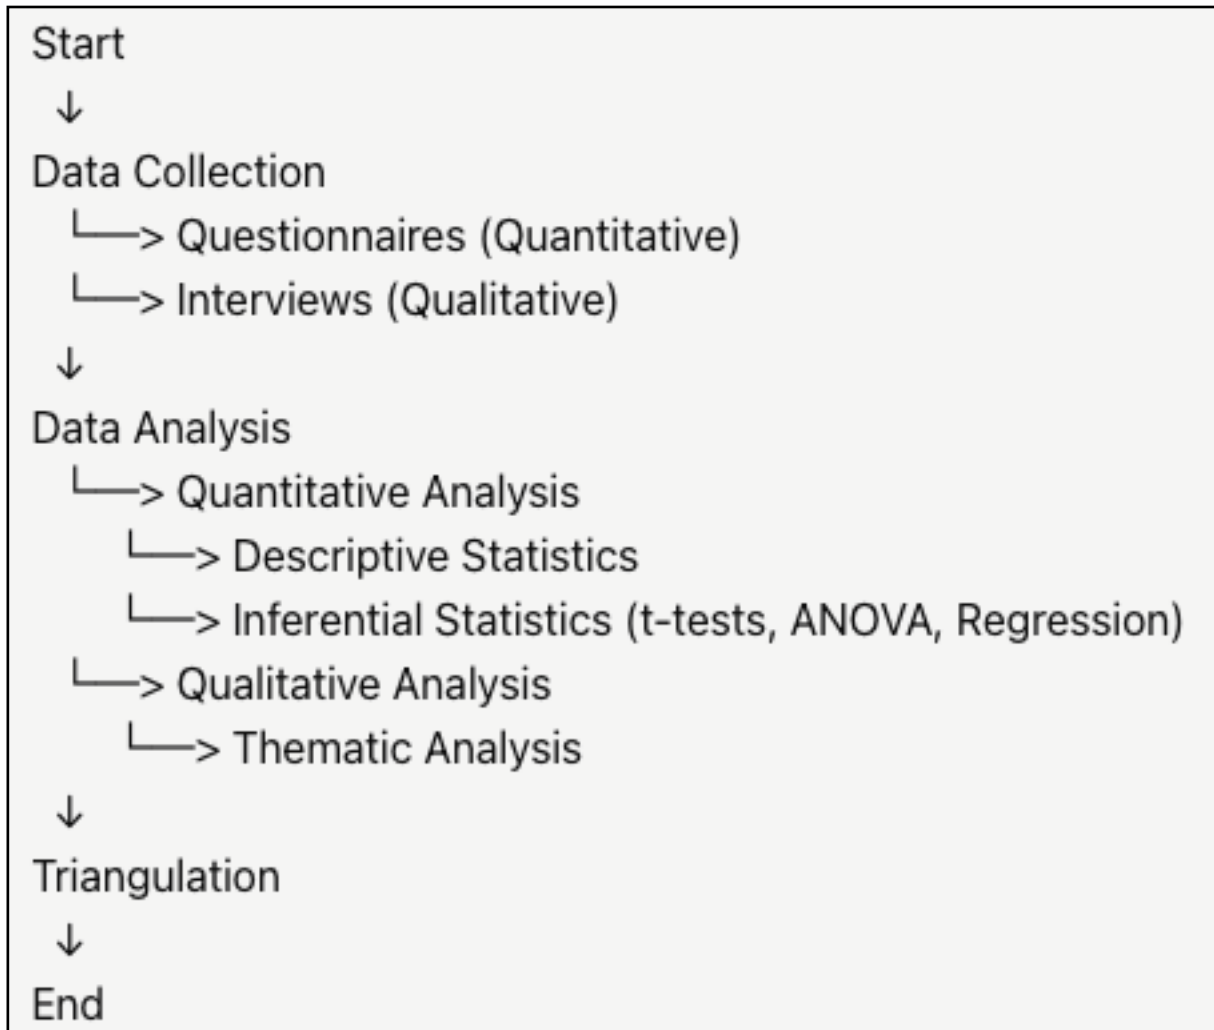 Start
↓
Data Collection
└──> Questionnaires (Quantitative)
└──> Interviews (Qualitative)
↓
Data Analysis
└──> Quantitative Analysis
└──> Descriptive Statistics
└──> Inferential Statistics (t-tests, ANOVA, Regression)
└──> Qualitative Analysis
└──> Thematic Analysis
↓
Triangulation
↓
End